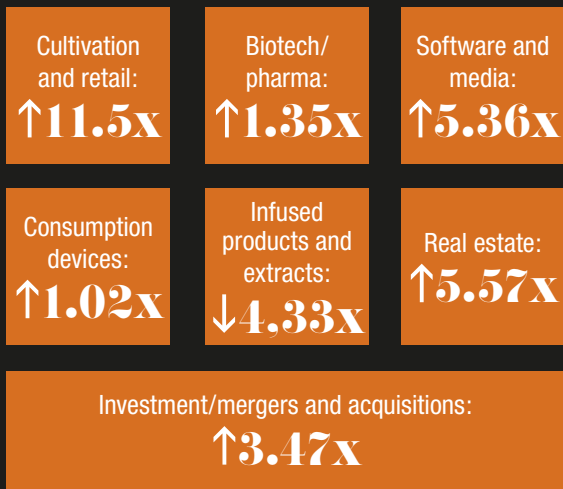 Cultivation
and retail:
↑11.5x
Biotech/
pharma:
↑1.35x
Software and
media:
↑5.36x
Consumption
devices:
↑1.02x
Infused
products and
extracts:
↓4,33x
Real estate:
↑5.57x
Investment/mergers and acquisitions:
↑3.47x